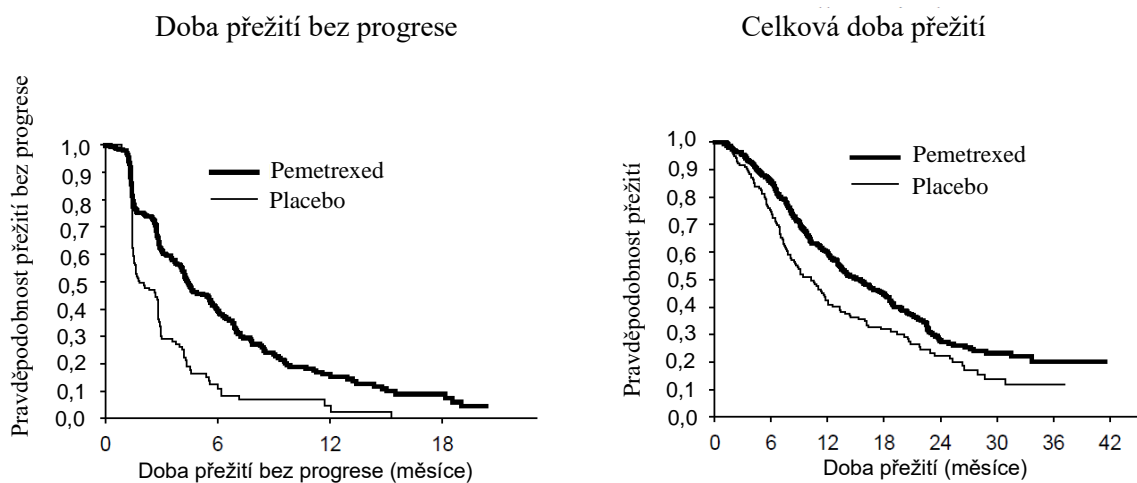 Doba přežití bez progrese
Pravděpodobnost přežití bez progrese
1,0
0,9
0,8
0,7
0,6
0,5
0,4
0,3
0,2
0,1
0,0
Pemetrexed
Placebo
0 6 12 18
Doba přežití bez progrese (měsíce)
Celková doba přežití
Pravděpodobnost přežití
1,0
0,9
0,8
0,7
0,6
0,5
0,4
0,3
0,2
0,1
0,0
Pemetrexed
Placebo
0 6 12 18 24 30 36 42
Doba přežití (měsíce)